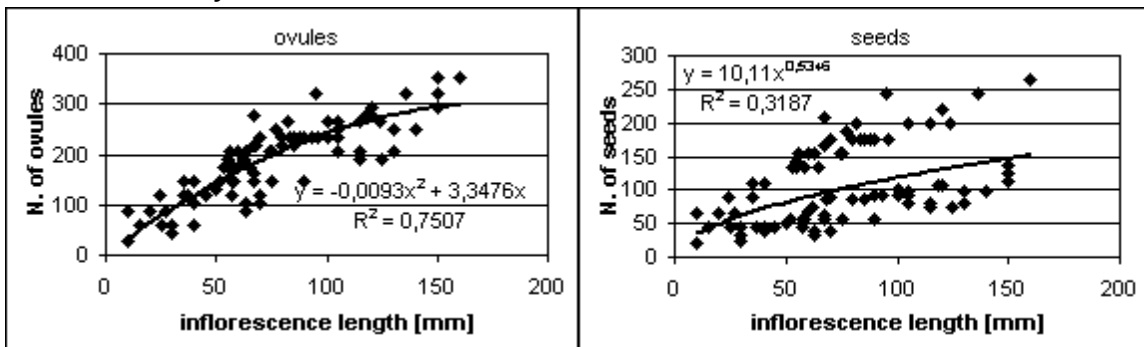 ovules
400
300
200
100
0
N. of ovules
y = -0,0093x² + 3,3476x
R² = 0,7507
0 50 100 150 200
inflorescence length [mm]
seeds
300
250
200
150
100
50
0
N. of seeds
y = 10,11x^0,5346
R² = 0,3187
0 50 100 150 200
inflorescence length [mm]